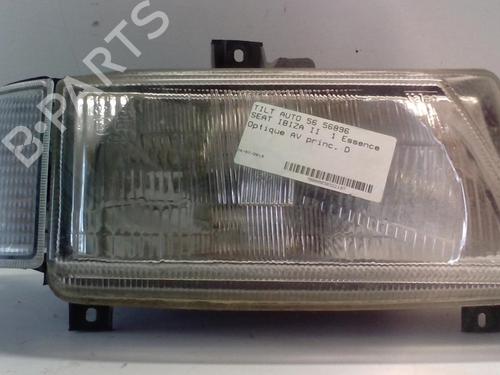 B-PARTS
TILT AUTO 56 56896
SEAT IBIZA II 1 Essence
Optique AV princ. D